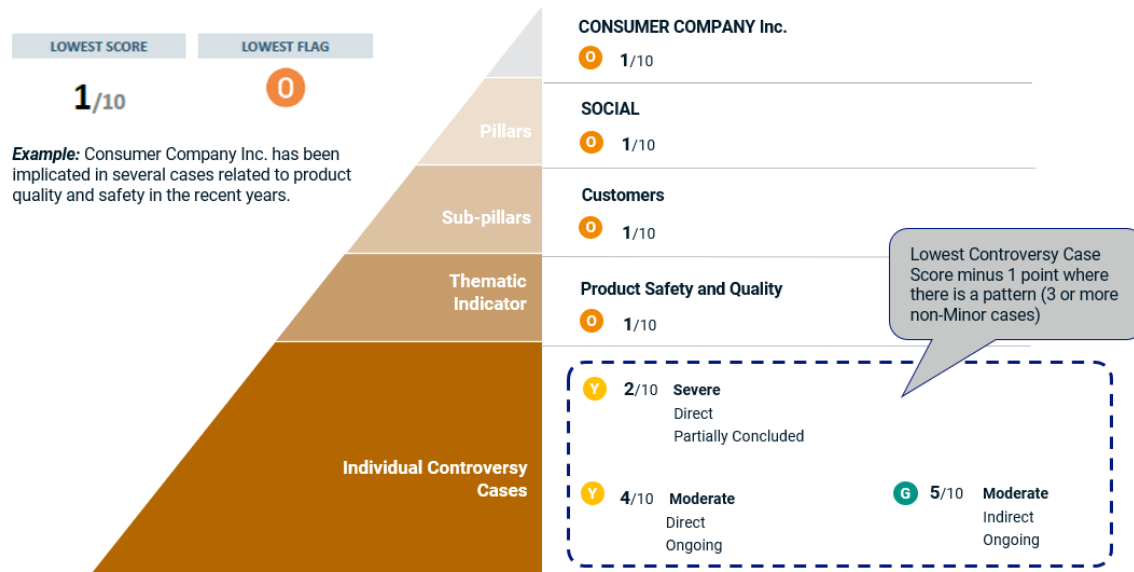 LOWEST SCORE
LOWEST FLAG
1/10
O
Example: Consumer Company Inc. has been
implicated in several cases related to product
quality and safety in the recent years.
CONSUMER COMPANY Inc.
O 1/10
Pillars
SOCIAL
O 1/10
Sub-pillars
Customers
O 1/10
Thematic
Indicator
Product Safety and Quality
O 1/10
Lowest Controversy Case
Score minus 1 point where
there is a pattern (3 or more
non-Minor cases)
Individual Controversy
Cases
Y 2/10 Severe
Direct
Partially Concluded
Y 4/10 Moderate
Direct
Ongoing
G 5/10 Moderate
Indirect
Ongoing